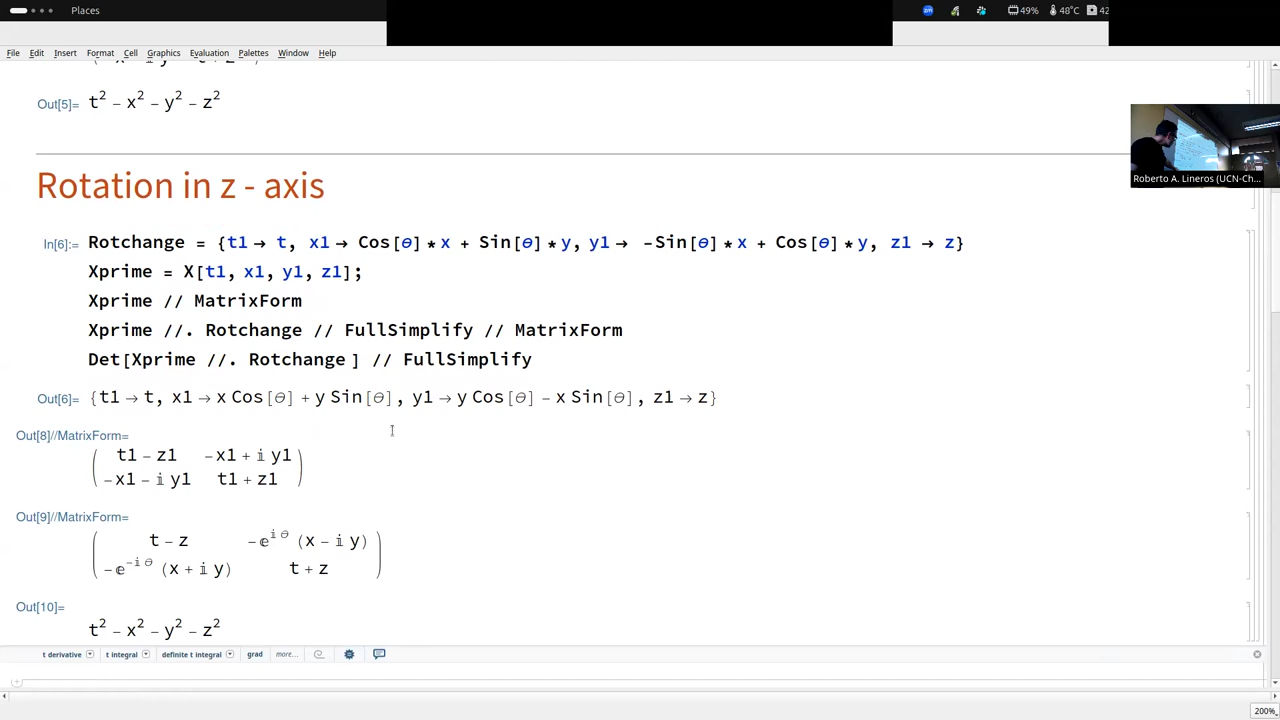 Places
49%
48°C
42
File Edit Insert Format Cell Graphics Evaluation Palettes Window Help
Out[5]= t² − x² − y² − z²
Roberto A. Lineros (UCN-Ch...
Rotation in z - axis
In[6]:= Rotchange = {t1 → t, x1 → Cos[θ] * x + Sin[θ] * y, y1 → -Sin[θ] * x + Cos[θ] * y, z1 → z}
Xprime = X[t1, x1, y1, z1];
Xprime // MatrixForm
Xprime //. Rotchange // FullSimplify // MatrixForm
Det[Xprime //. Rotchange ] // FullSimplify
Out[6]= {t1 → t, x1 → x Cos[θ] + y Sin[θ], y1 → y Cos[θ] − x Sin[θ], z1 → z}
Out[8]//MatrixForm=
t1 − z1 −x1 + ⅈ y1
−x1 − ⅈ y1 t1 + z1
Out[9]//MatrixForm=
t − z −ⅇ^(ⅈ θ) (x − ⅈ y)
−ⅇ^(−ⅈ θ) (x + ⅈ y) t + z
Out[10]=
t² − x² − y² − z²
t derivative t integral definite t integral grad more...
200%